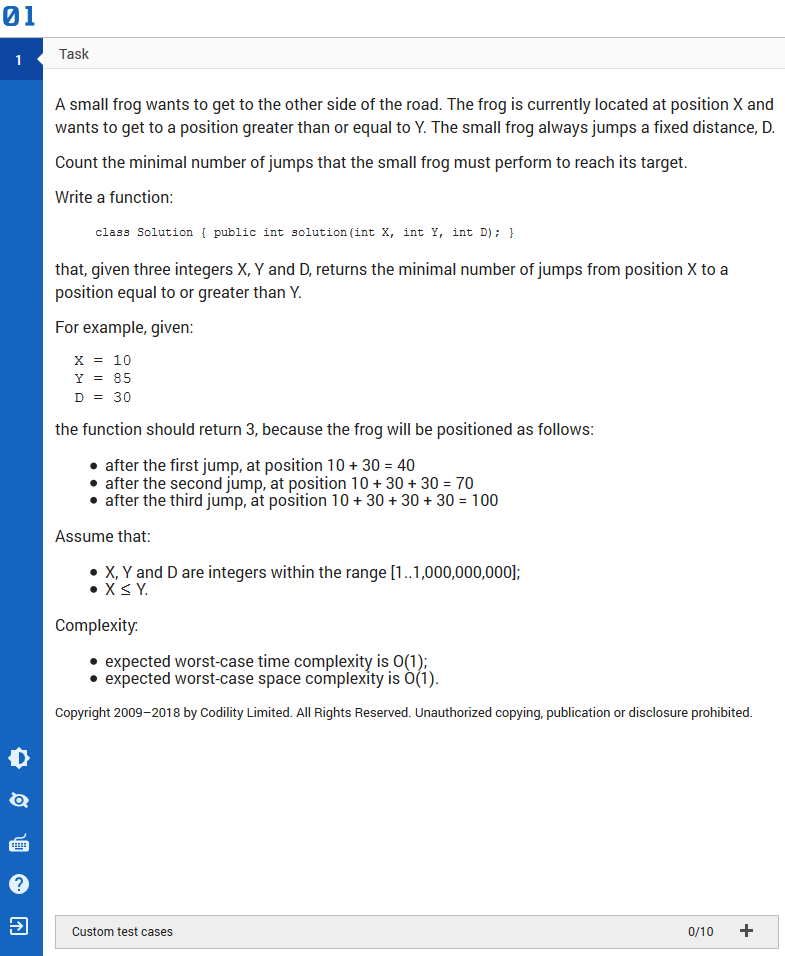 01
1
Task
A small frog wants to get to the other side of the road. The frog is currently located at position X and
wants to get to a position greater than or equal to Y. The small frog always jumps a fixed distance, D.
Count the minimal number of jumps that the small frog must perform to reach its target.
Write a function:
class Solution { public int solution(int X, int Y, int D); }
that, given three integers X, Y and D, returns the minimal number of jumps from position X to a
position equal to or greater than Y.
For example, given:
X = 10
Y = 85
D = 30
the function should return 3, because the frog will be positioned as follows:
• after the first jump, at position 10 + 30 = 40
• after the second jump, at position 10 + 30 + 30 = 70
• after the third jump, at position 10 + 30 + 30 + 30 = 100
Assume that:
• X, Y and D are integers within the range [1..1,000,000,000];
• X ≤ Y.
Complexity:
• expected worst-case time complexity is O(1);
• expected worst-case space complexity is O(1).
Copyright 2009–2018 by Codility Limited. All Rights Reserved. Unauthorized copying, publication or disclosure prohibited.
?
Custom test cases 0/10 +